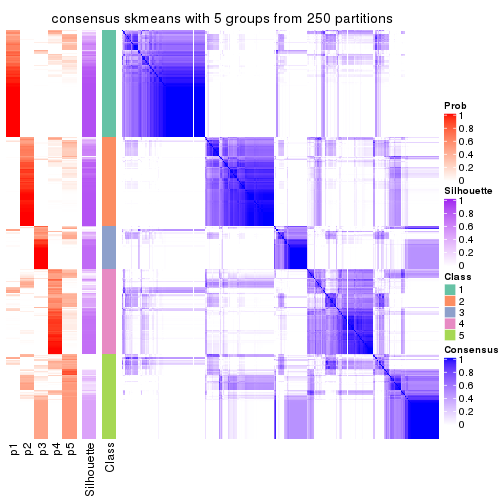 consensus skmeans with 5 groups from 250 partitions
Prob
1
0.8
0.6
0.4
0.2
0
Silhouette
1
0.8
0.6
0.4
0.2
0
Class
1
2
3
4
5
Consensus
1
0.8
0.6
0.4
0.2
0
p1
p2
p3
p4
p5
Silhouette
Class